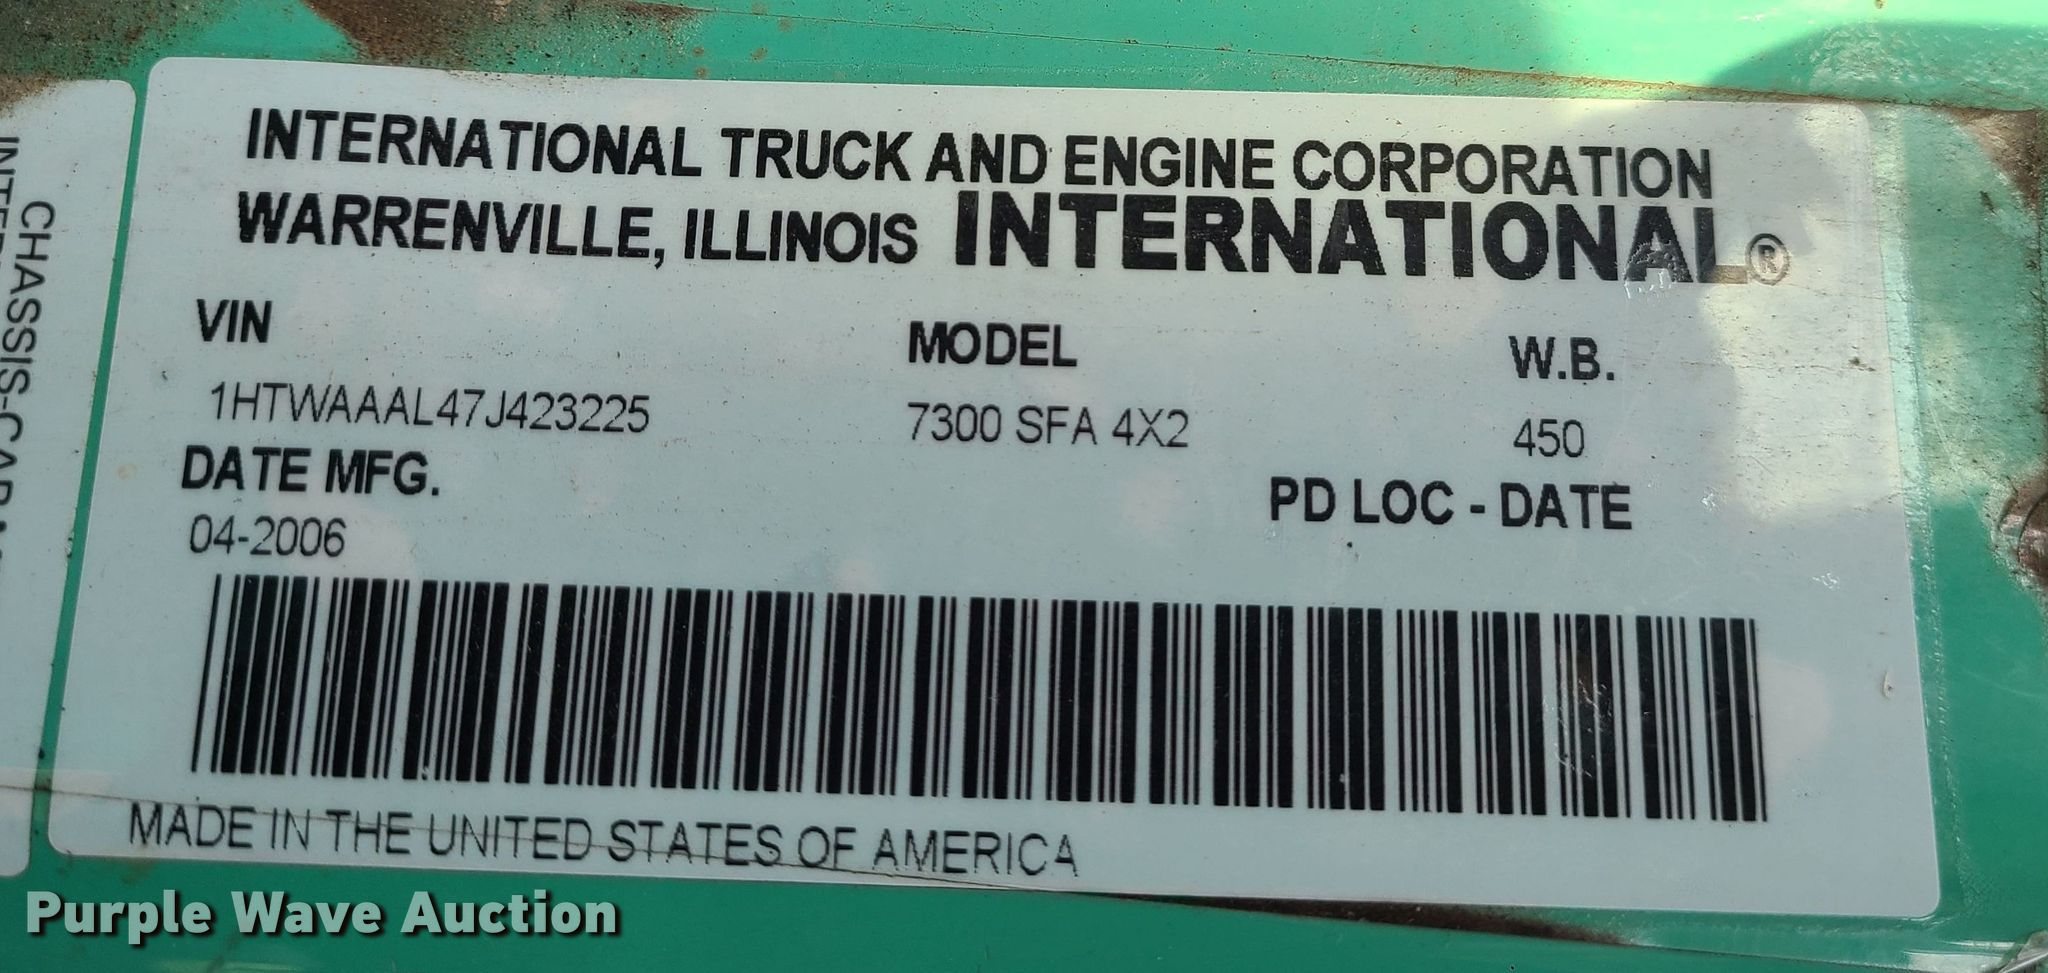 INTERNATIONAL TRUCK AND ENGINE CORPORATION
WARRENVILLE, ILLINOIS INTERNATIONAL®
VIN MODEL W.B.
1HTWAAAL47J423225 7300 SFA 4X2 450
DATE MFG. PD LOC - DATE
04-2006
MADE IN THE UNITED STATES OF AMERICA
CHASSIS-CAB
Purple Wave Auction